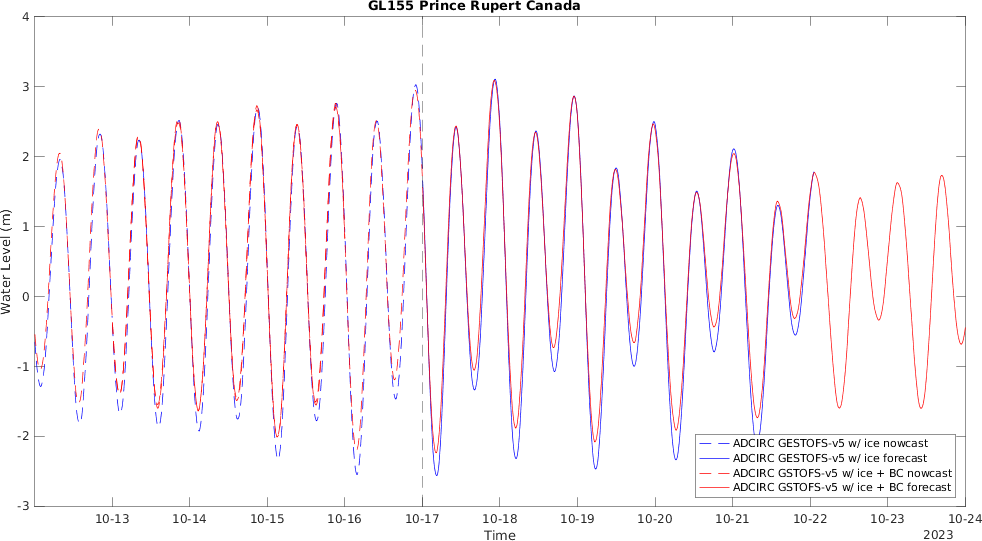 GL155 Prince Rupert Canada
4
3
2
1
0
-1
-2
-3
Water Level (m)
10-13 10-14 10-15 10-16 10-17 10-18 10-19 10-20 10-21 10-22 10-23 10-24
Time
2023
ADCIRC GESTOFS-v5 w/ ice nowcast
ADCIRC GESTOFS-v5 w/ ice forecast
ADCIRC GSTOFS-v5 w/ ice + BC nowcast
ADCIRC GSTOFS-v5 w/ ice + BC forecast